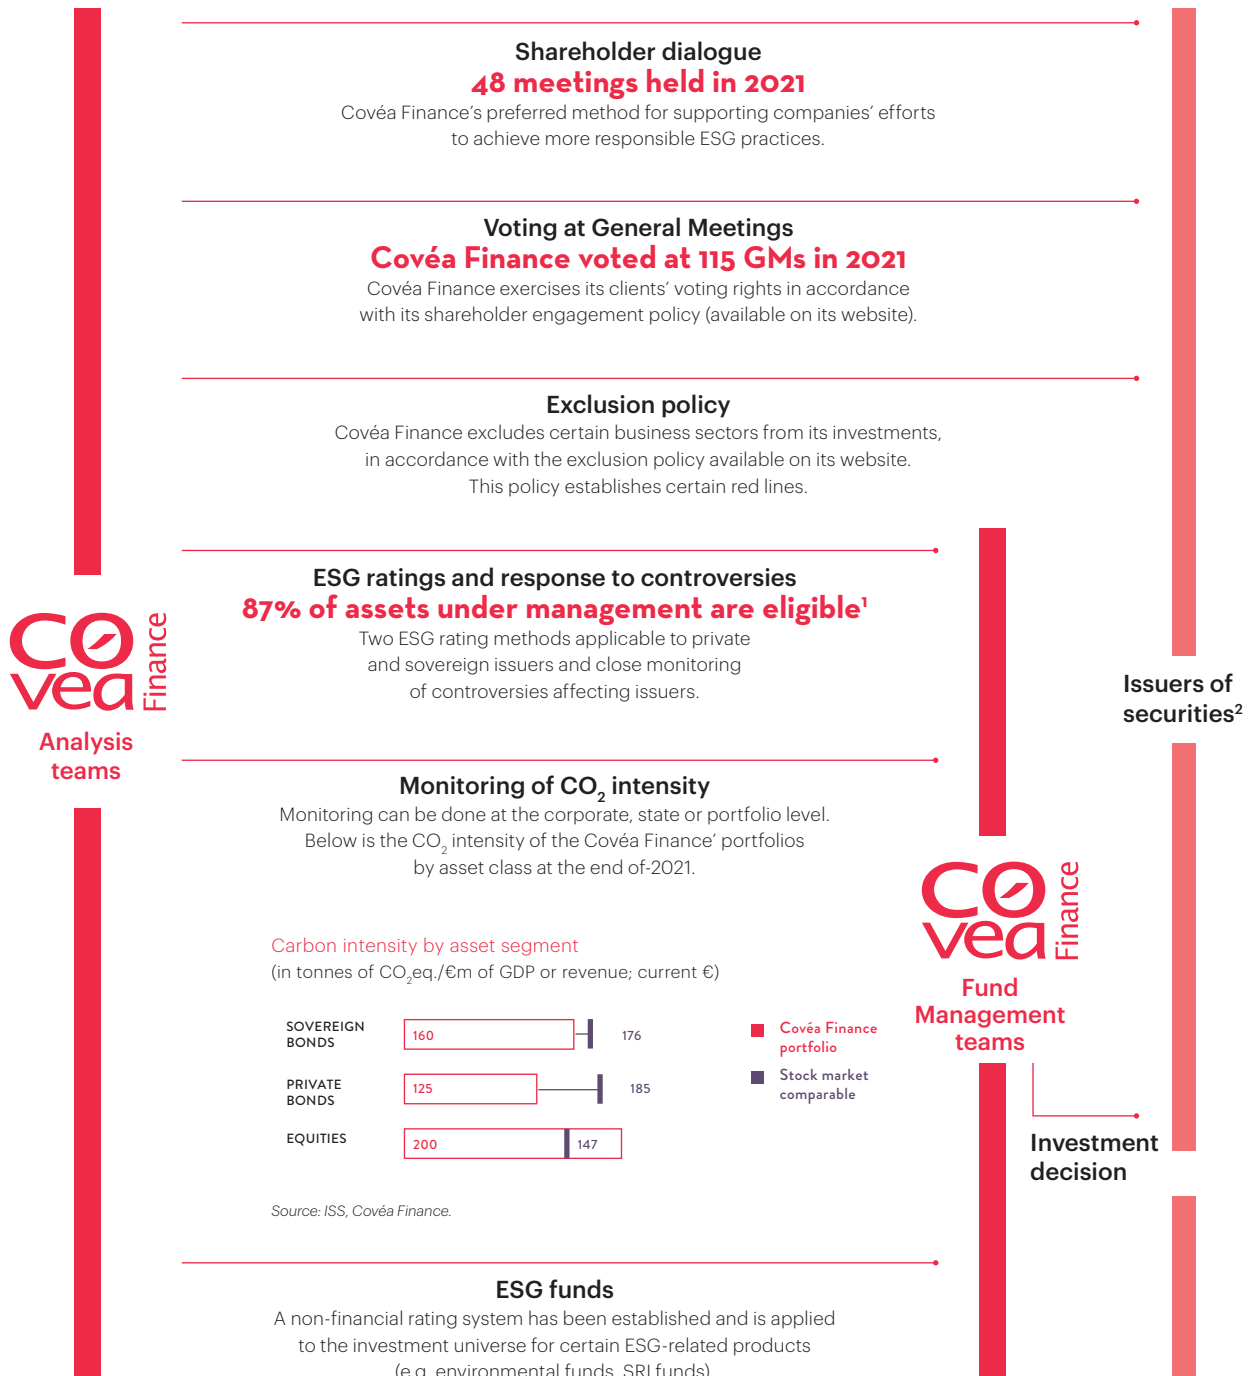 Shareholder dialogue
48 meetings held in 2021
Covéa Finance's preferred method for supporting companies' efforts
to achieve more responsible ESG practices.
Voting at General Meetings
Covéa Finance voted at 115 GMs in 2021
Covéa Finance exercises its clients' voting rights in accordance
with its shareholder engagement policy (available on its website).
Exclusion policy
Covéa Finance excludes certain business sectors from its investments,
in accordance with the exclusion policy available on its website.
This policy establishes certain red lines.
ESG ratings and response to controversies
87% of assets under management are eligible¹
Two ESG rating methods applicable to private
and sovereign issuers and close monitoring
of controversies affecting issuers.
covéa Finance
Analysis
teams
Issuers of
securities²
Monitoring of CO₂ intensity
Monitoring can be done at the corporate, state or portfolio level.
Below is the CO₂ intensity of the Covéa Finance' portfolios
by asset class at the end of-2021.
covéa Finance
Fund
Management
teams
Carbon intensity by asset segment
(in tonnes of CO₂eq./€m of GDP or revenue; current €)
SOVEREIGN
BONDS
160
176
PRIVATE
BONDS
125
185
EQUITIES
200
147
Covéa Finance
portfolio
Stock market
comparable
Investment
decision
Source: ISS, Covéa Finance.
ESG funds
A non-financial rating system has been established and is applied
to the investment universe for certain ESG-related products
(e.g. environmental funds, SRI funds)